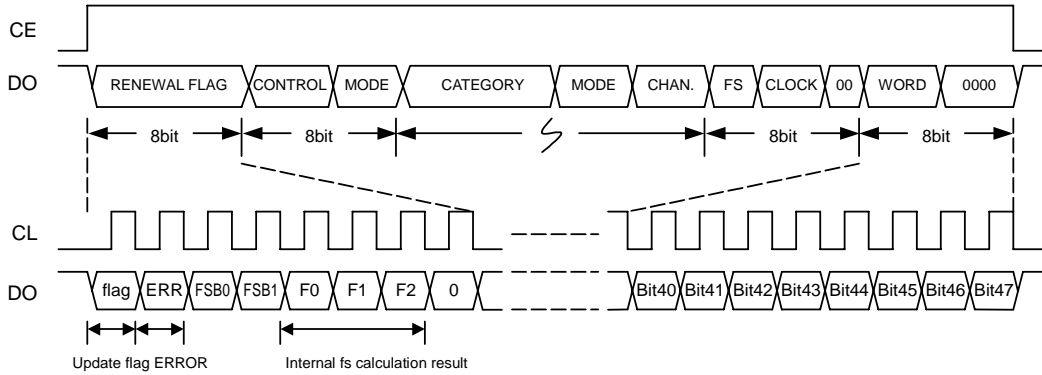 CE
DO RENEWAL FLAG CONTROL MODE CATEGORY MODE CHAN. FS CLOCK 00 WORD 0000
8bit 8bit 8bit 8bit
CL
DO flag ERR FSB0 FSB1 F0 F1 F2 0 Bit40 Bit41 Bit42 Bit43 Bit44 Bit45 Bit46 Bit47
Update flag ERROR Internal fs calculation result